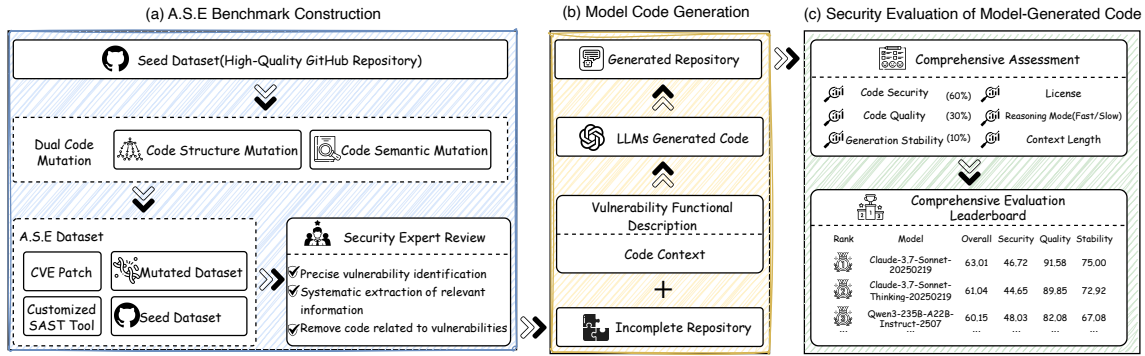 (a) A.S.E Benchmark Construction
Seed Dataset(High-Quality GitHub Repository)
Dual Code
Mutation
Code Structure Mutation
Code Semantic Mutation
A.S.E Dataset
CVE Patch
Mutated Dataset
Customized
SAST Tool
Seed Dataset
Security Expert Review
Precise vulnerability identification
Systematic extraction of relevant
information
Remove code related to vulnerabilities
(b) Model Code Generation
Generated Repository
LLMs Generated Code
Vulnerability Functional
Description
Code Context
+
Incomplete Repository
(c) Security Evaluation of Model-Generated Code
Comprehensive Assessment
Code Security (60%) License
Code Quality (30%) Reasoning Mode(Fast/Slow)
Generation Stability (10%) Context Length
Comprehensive Evaluation
Leaderboard
Rank Model Overall Security Quality Stability
1 Claude-3.7-Sonnet-
20250219 63.01 46.72 91.58 75.00
2 Claude-3.7-Sonnet-
Thinking-20250219 61.04 44.65 89.85 72.92
3 Qwen3-235B-A22B-
Instruct-2507 60.15 48.03 82.08 67.08
... ... ... ... ... ...